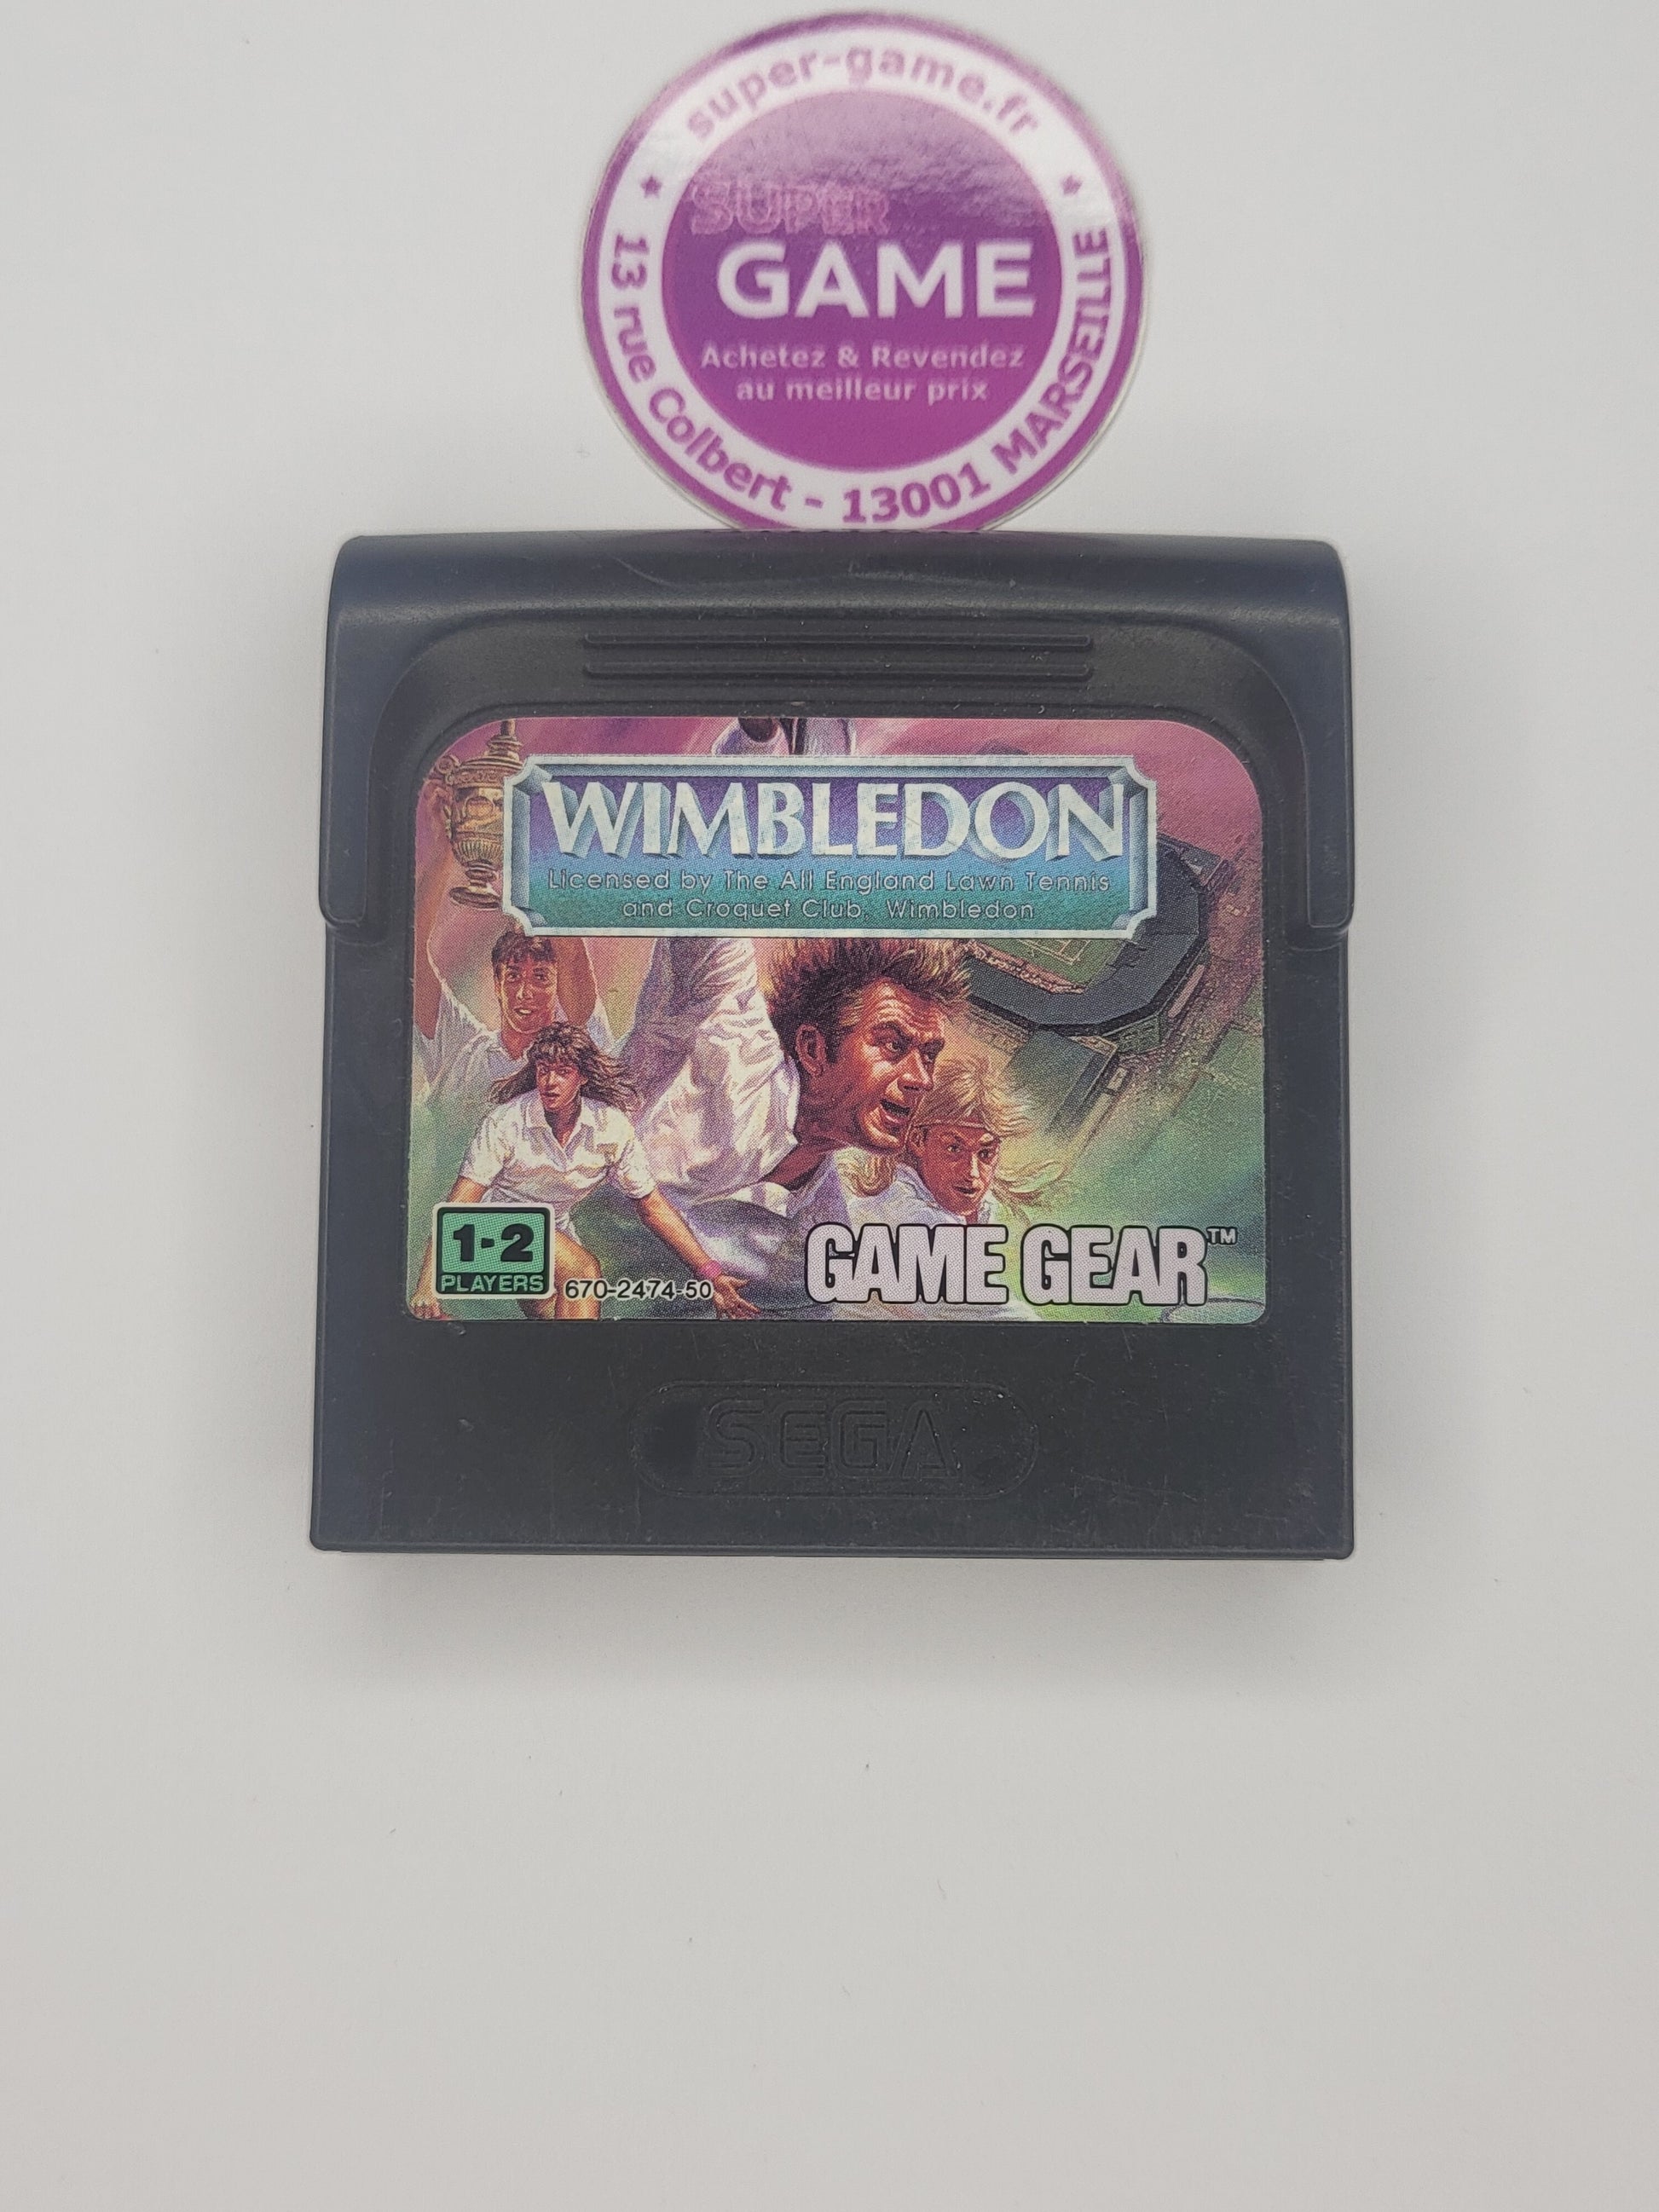 super-game.fr
SUPER
GAME
Achetez & Revendez
au meilleur prix
13 rue Colbert - 13001 MARSEILLE
WIMBLEDON
Licensed by The All England Lawn Tennis
and Croquet Club, Wimbledon
1-2
PLAYERS
670-2474-50
GAME GEAR™
SEGA